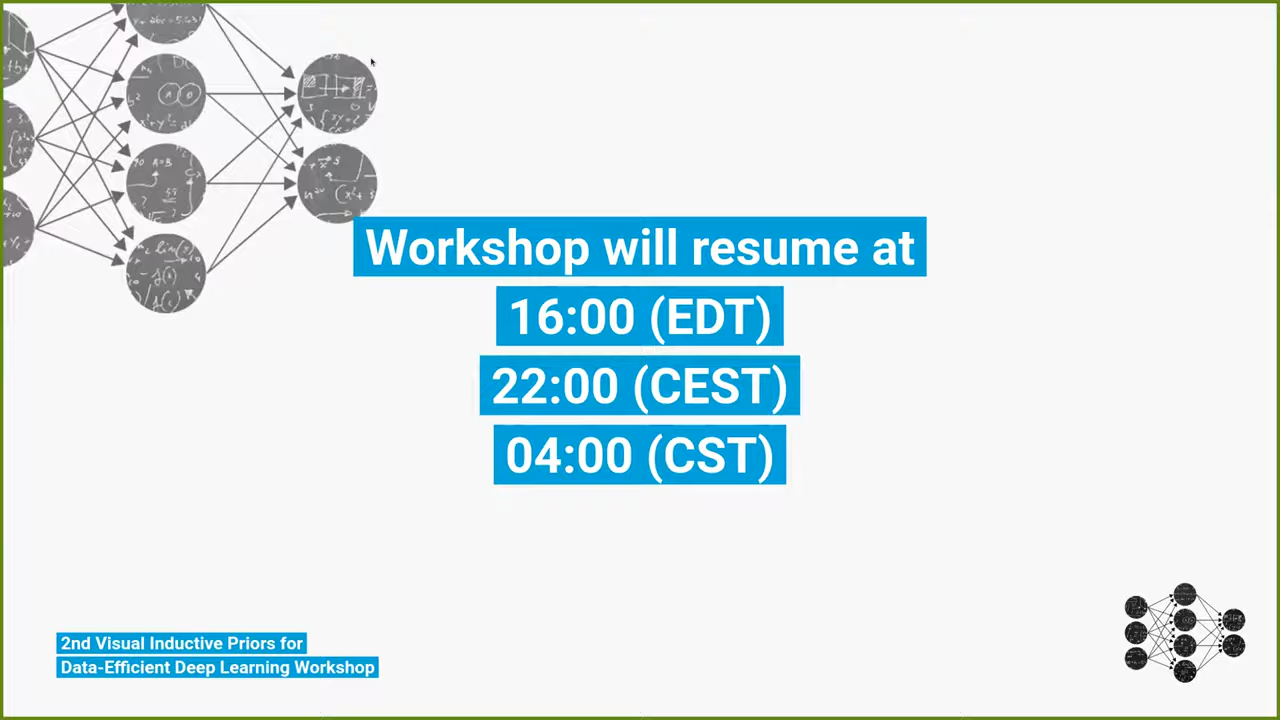 Workshop will resume at
16:00 (EDT)
22:00 (CEST)
04:00 (CST)
2nd Visual Inductive Priors for
Data-Efficient Deep Learning Workshop